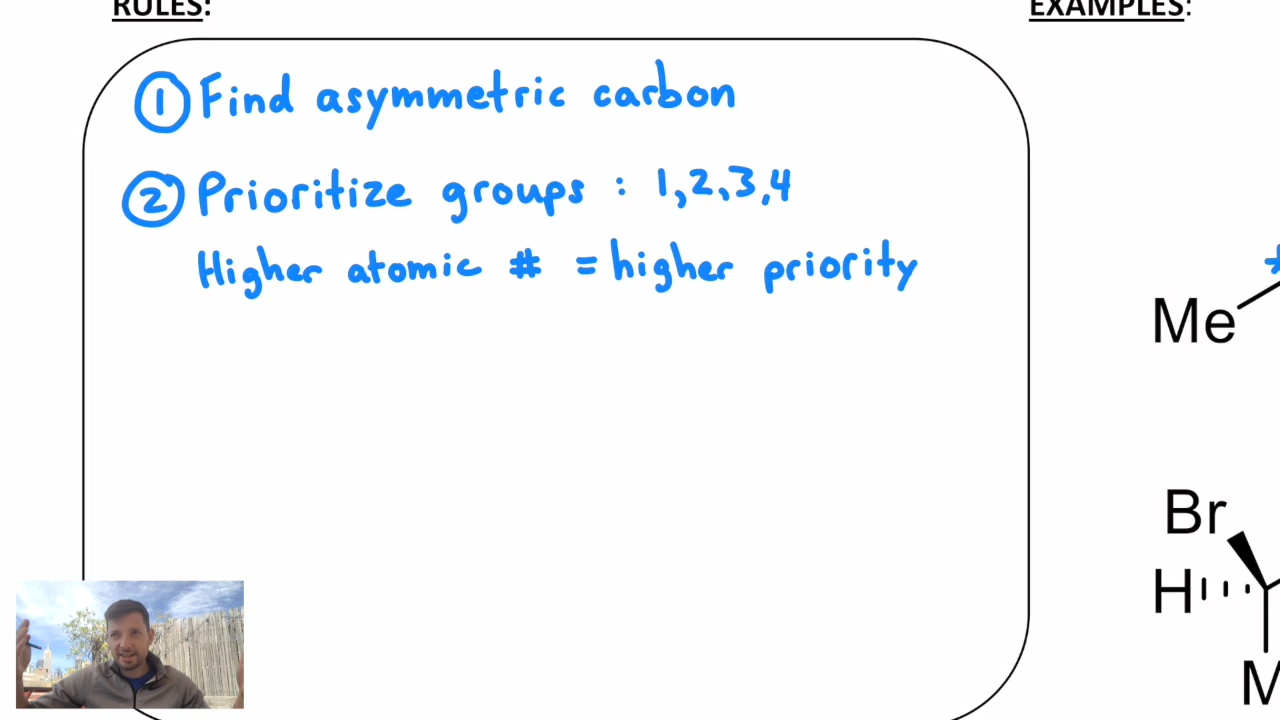 RULES:
EXAMPLES:
① Find asymmetric carbon
② Prioritize groups : 1,2,3,4
Higher atomic # = higher priority
*
Me
Br
H
M